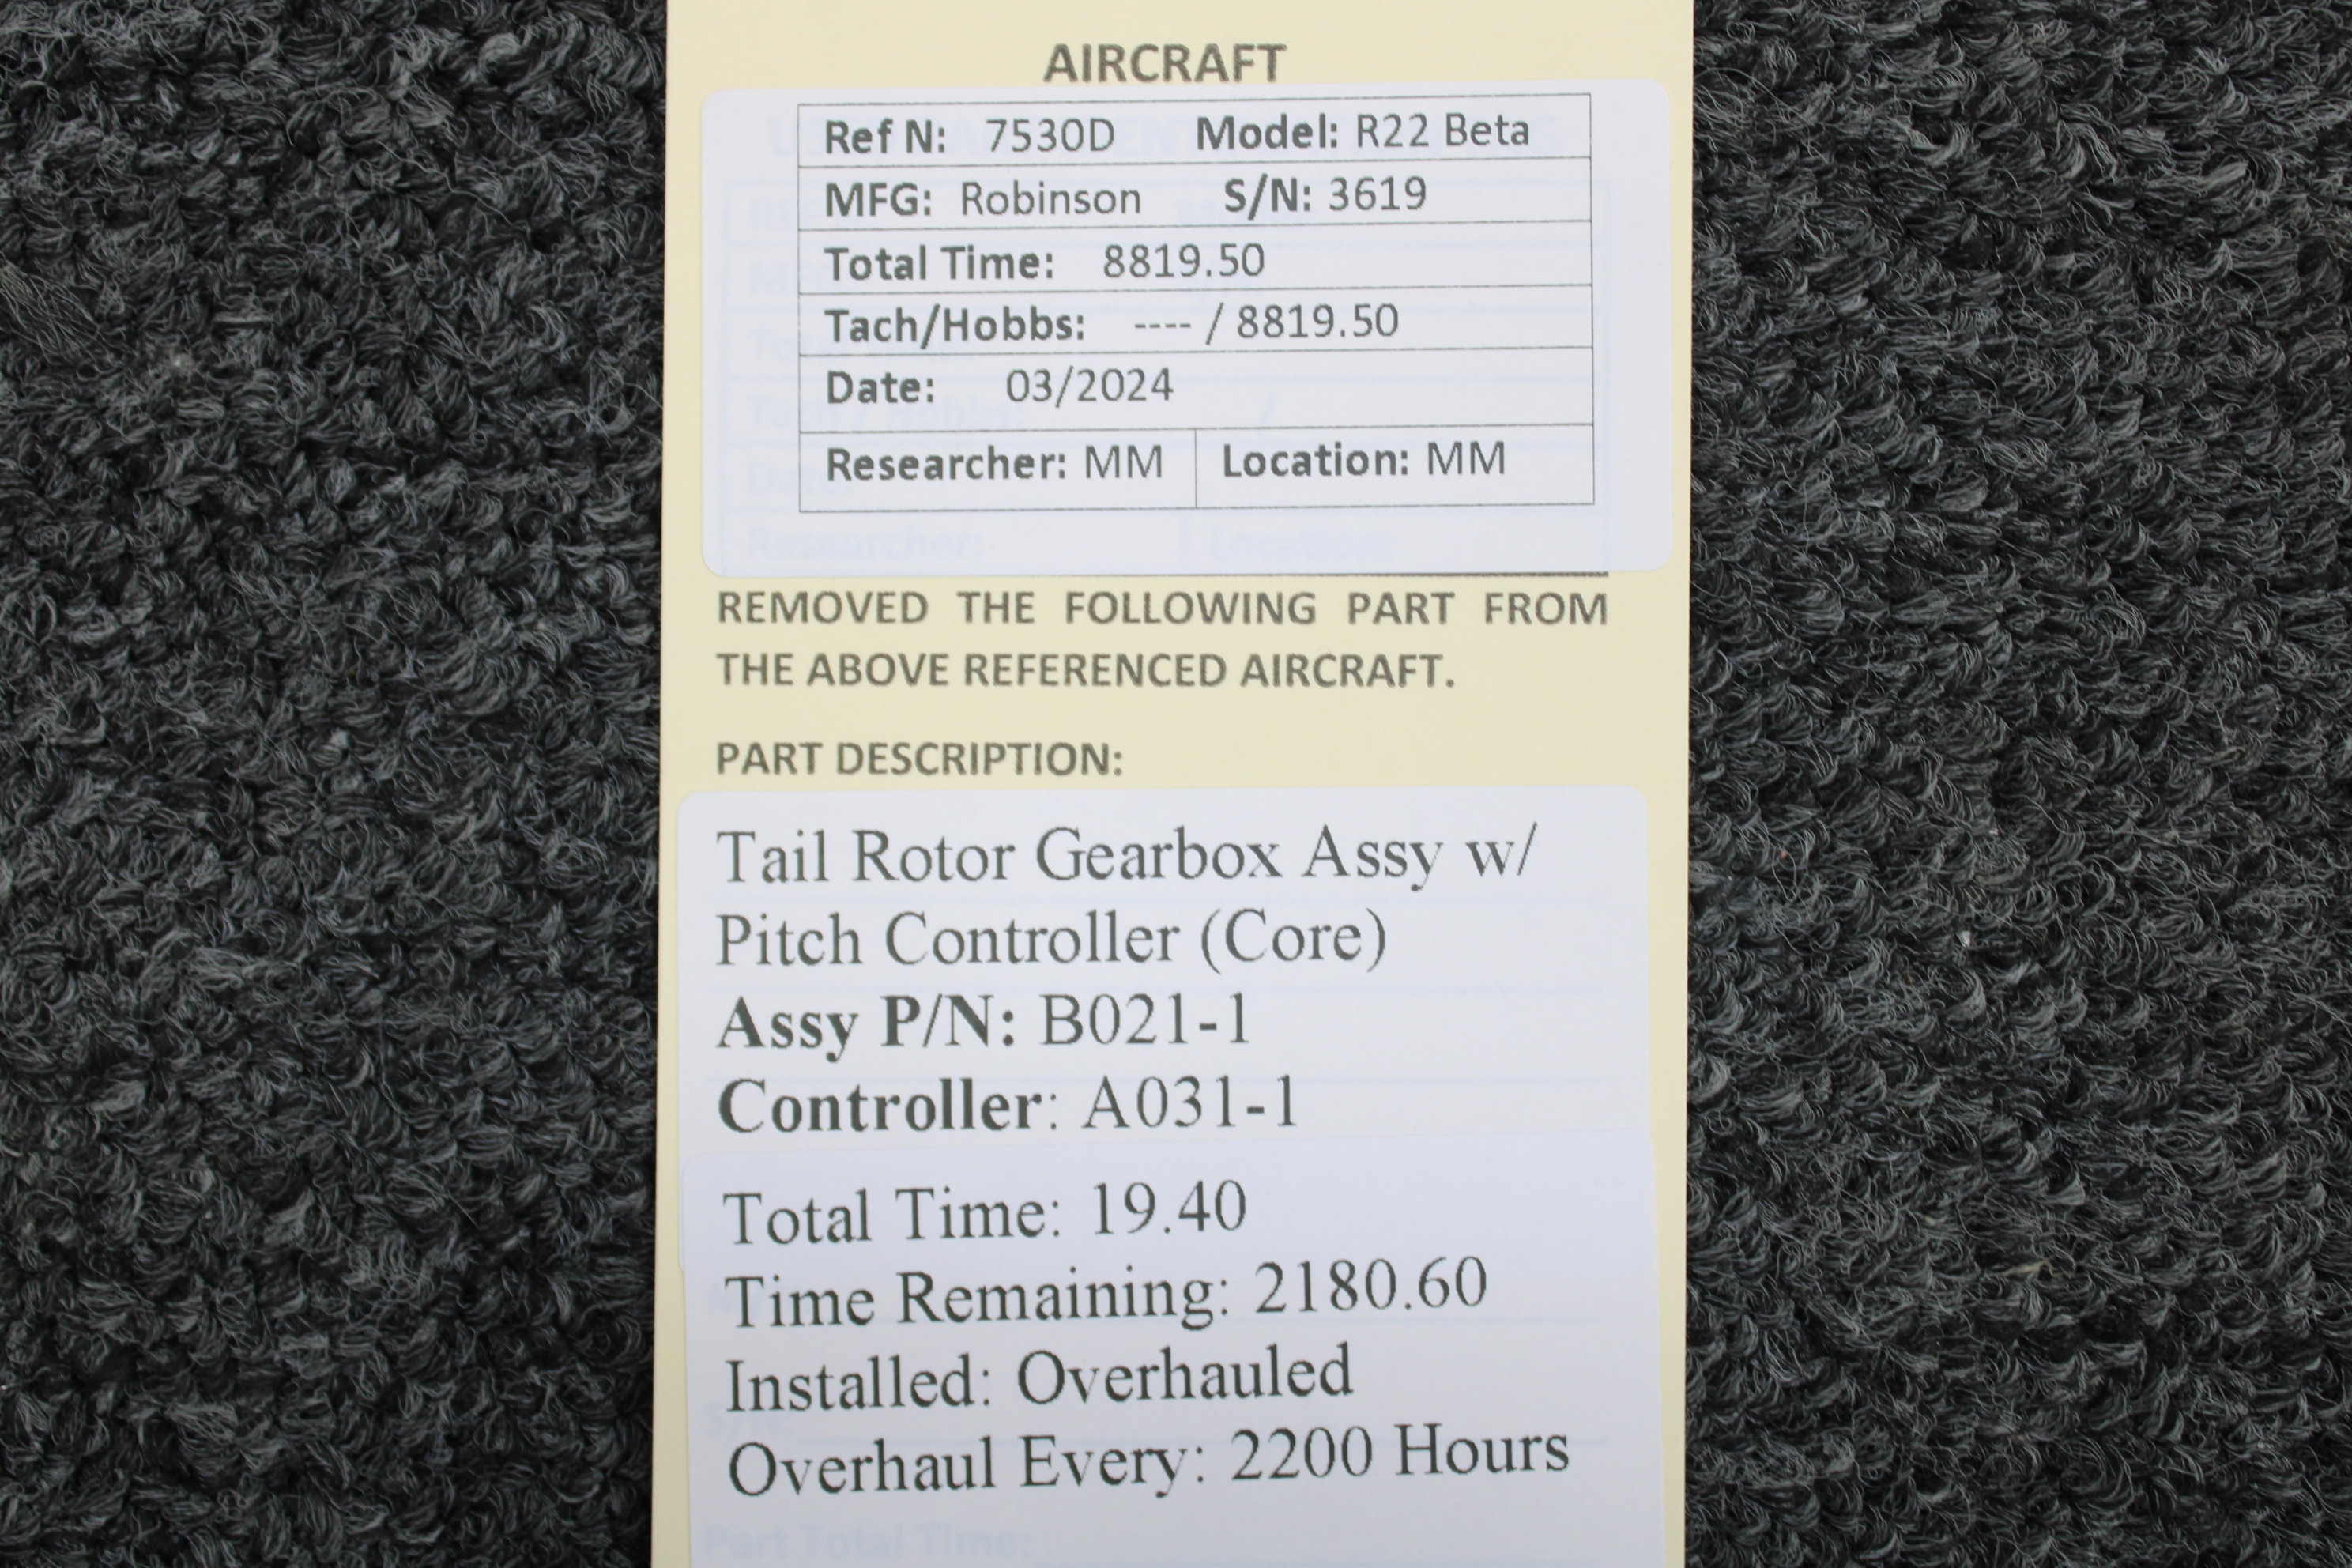 AIRCRAFT
Ref N: 7530D Model: R22 Beta
MFG: Robinson S/N: 3619
Total Time: 8819.50
Tach/Hobbs: ---- / 8819.50
Date: 03/2024
Researcher: MM Location: MM
REMOVED THE FOLLOWING PART FROM
THE ABOVE REFERENCED AIRCRAFT.
PART DESCRIPTION:
Tail Rotor Gearbox Assy w/
Pitch Controller (Core)
Assy P/N: B021-1
Controller: A031-1
Total Time: 19.40
Time Remaining: 2180.60
Installed: Overhauled
Overhaul Every: 2200 Hours
Part Total Time: